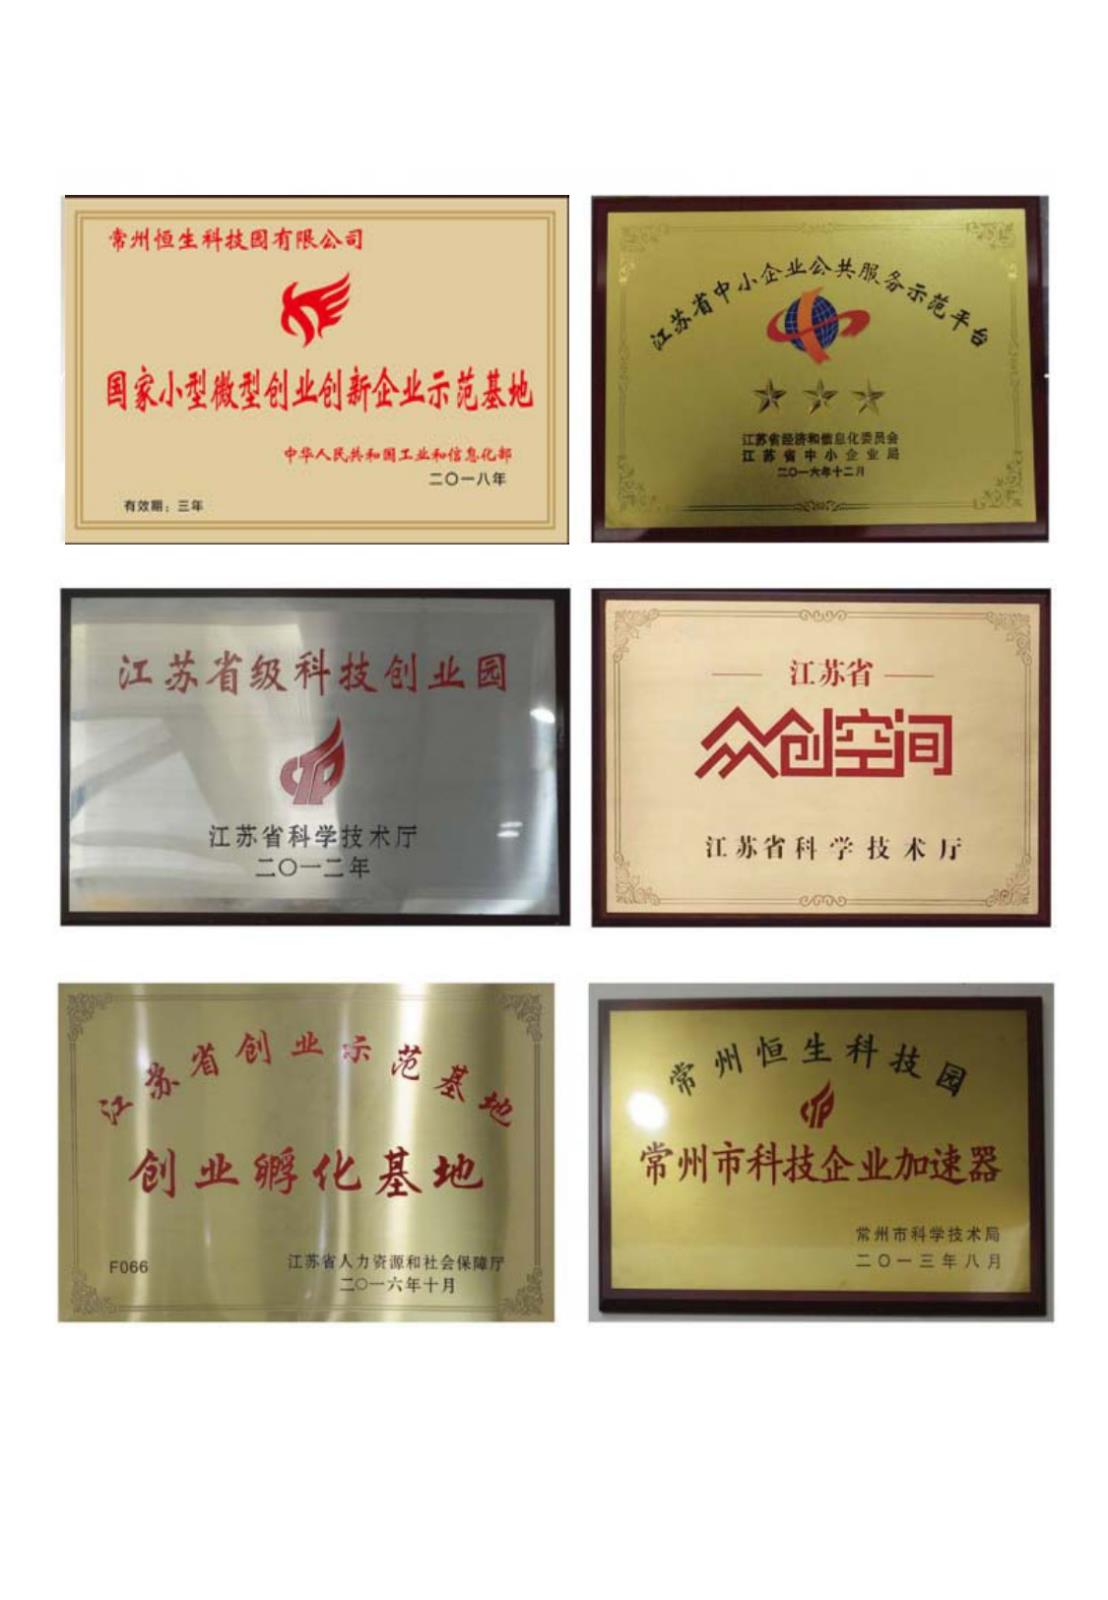 常州恒生科技园有限公司
国家小型微型创业创新企业示范基地
中华人民共和国工业和信息化部
二〇一八年
有效期：三年
江苏省中小企业公共服务示范平台
江苏省经济和信息化委员会
江苏省中小企业局
二〇一六年十二月
江苏省级科技创业园
江苏省科学技术厅
二〇一二年
江苏省
众创空间
江苏省科学技术厅
江苏省创业示范基地
创业孵化基地
F066
江苏省人力资源和社会保障厅
二〇一六年十月
常州恒生科技园
常州市科技企业加速器
常州市科学技术局
二〇一三年八月